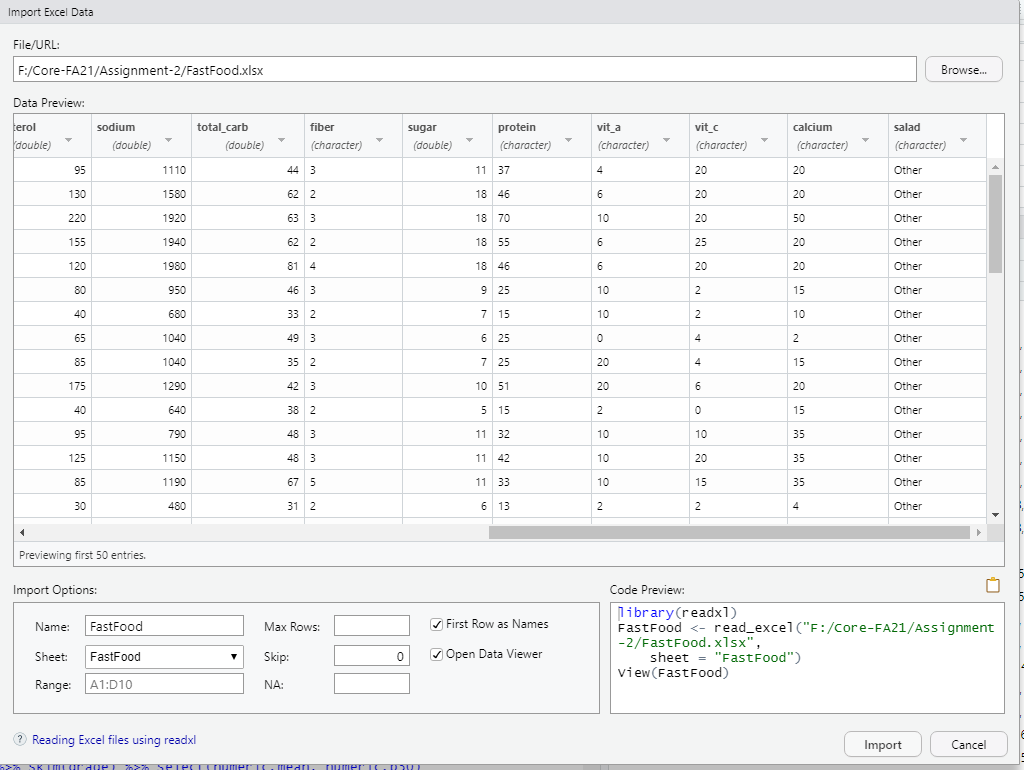 Import Excel Data
File/URL:
F:/Core-FA21/Assignment-2/FastFood.xlsx
Browse...
Data Preview:
terol sodium total_carb fiber sugar protein vit_a vit_c calcium salad
(double) (double) (double) (character) (double) (character) (character) (character) (character) (character)
95 1110 44 3 11 37 4 20 20 Other
130 1580 62 2 18 46 6 20 20 Other
220 1920 63 3 18 70 10 20 50 Other
155 1940 62 2 18 55 6 25 20 Other
120 1980 81 4 18 46 6 20 20 Other
80 950 46 3 9 25 10 2 15 Other
40 680 33 2 7 15 10 2 10 Other
65 1040 49 3 6 25 0 4 2 Other
85 1040 35 2 7 25 20 4 15 Other
175 1290 42 3 10 51 20 6 20 Other
40 640 38 2 5 15 2 0 15 Other
95 790 48 3 11 32 10 10 35 Other
125 1150 48 3 11 42 10 20 35 Other
85 1190 67 5 11 33 10 15 35 Other
30 480 31 2 6 13 2 2 4 Other
Previewing first 50 entries.
Import Options:
Name: FastFood Max Rows: First Row as Names
Sheet: FastFood Skip: 0 Open Data Viewer
Range: A1:D10 NA:
Code Preview:
library(readxl)
FastFood <- read_excel("F:/Core-FA21/Assignment
-2/FastFood.xlsx",
sheet = "FastFood")
View(FastFood)
? Reading Excel files using readxl
Import Cancel